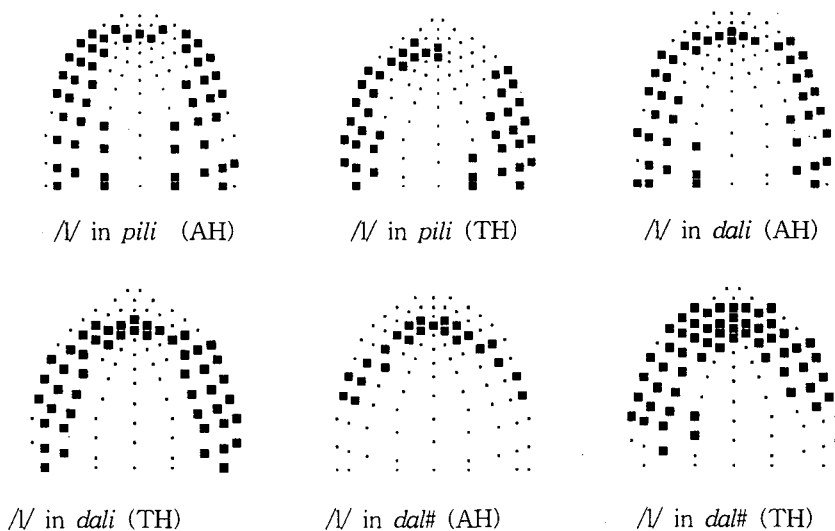 /l/ in pili (AH) /l/ in pili (TH) /l/ in dali (AH)
/l/ in dali (TH) /l/ in dal# (AH) /l/ in dal# (TH)